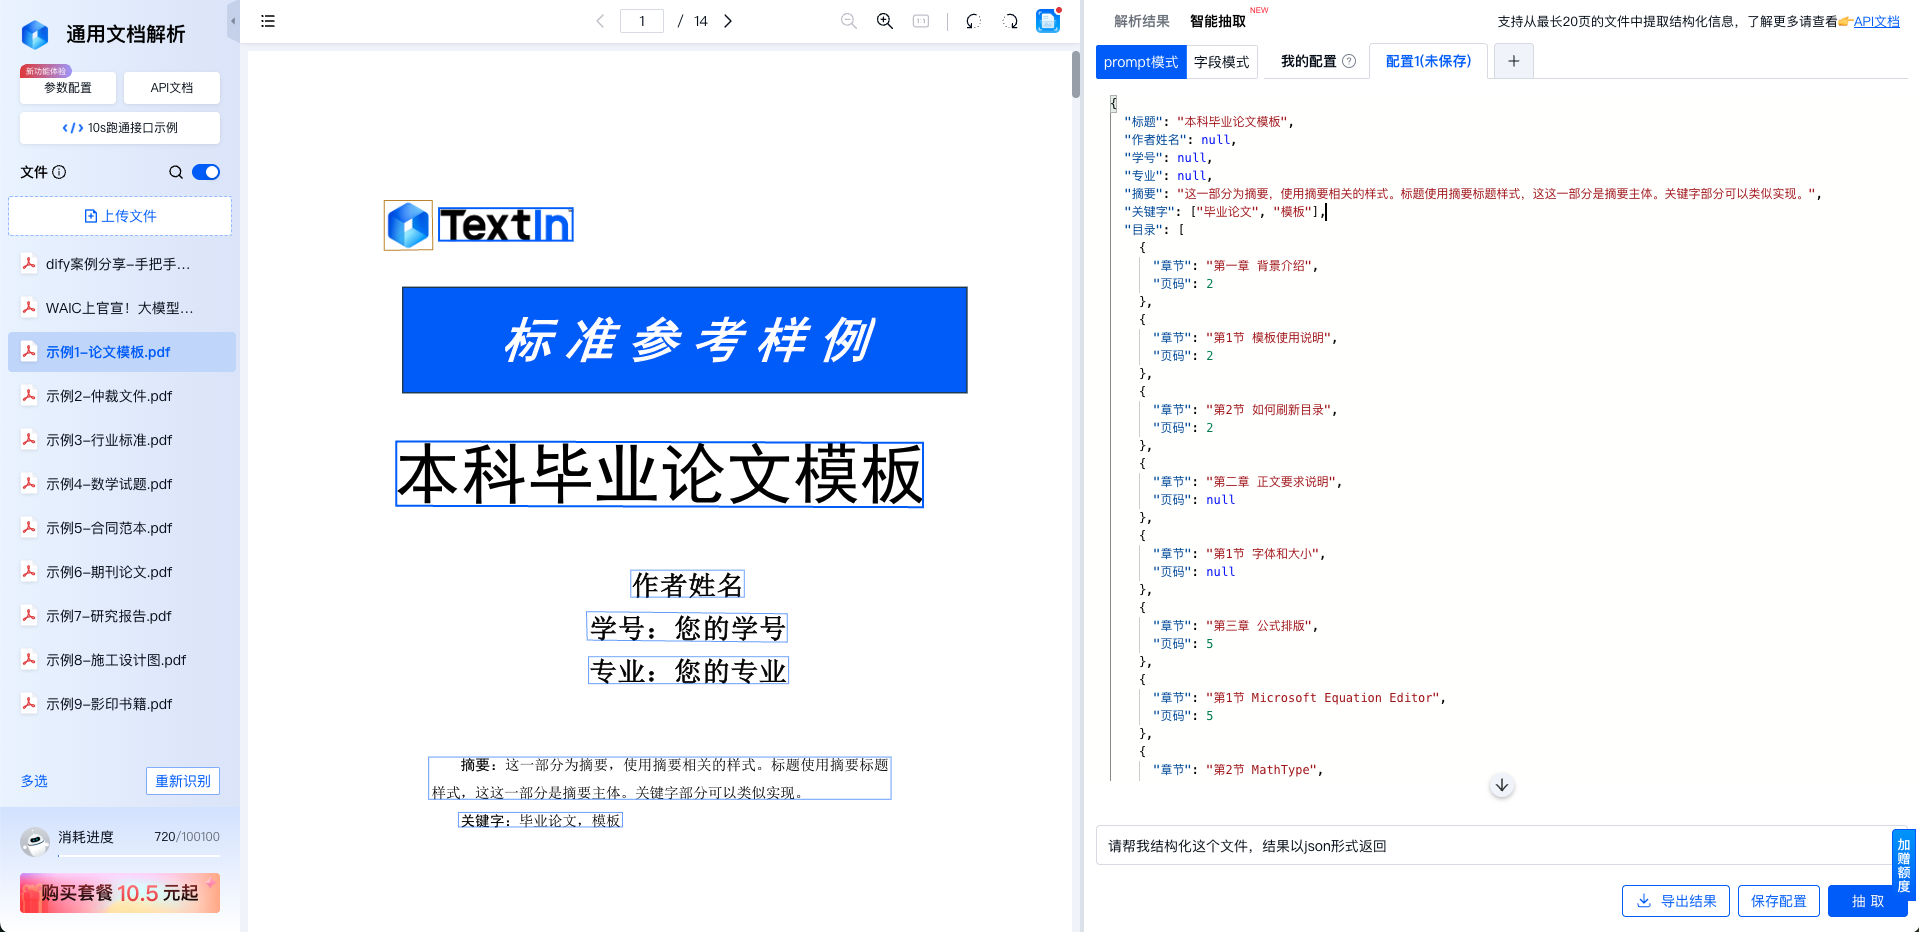 通用文档解析
新功能体验
参数配置
API文档
10s跑通接口示例
文件
上传文件
dify案例分享-手把手...
WAIC上官宣！大模型...
示例1-论文模板.pdf
示例2-仲裁文件.pdf
示例3-行业标准.pdf
示例4-数学试题.pdf
示例5-合同范本.pdf
示例6-期刊论文.pdf
示例7-研究报告.pdf
示例8-施工设计图.pdf
示例9-影印书籍.pdf
多选
重新识别
消耗进度
720/100100
购买套餐 10.5 元起
1 / 14
1:1
TextIn
标准参考样例
本科毕业论文模板
作者姓名
学号：您的学号
专业：您的专业
摘要：这一部分为摘要，使用摘要相关的样式。标题使用摘要标题
样式，这这一部分是摘要主体。关键字部分可以类似实现。
关键字：毕业论文，模板
解析结果
智能抽取
NEW
支持从最长20页的文件中提取结构化信息，了解更多请查看👉API文档
prompt模式
字段模式
我的配置
配置1(未保存)
{
"标题": "本科毕业论文模板",
"作者姓名": null,
"学号": null,
"专业": null,
"摘要": "这一部分为摘要，使用摘要相关的样式。标题使用摘要标题样式，这这一部分是摘要主体。关键字部分可以类似实现。",
"关键字": ["毕业论文", "模板"],
"目录": [
{
"章节": "第一章 背景介绍",
"页码": 2
},
{
"章节": "第1节 模板使用说明",
"页码": 2
},
{
"章节": "第2节 如何刷新目录",
"页码": 2
},
{
"章节": "第二章 正文要求说明",
"页码": null
},
{
"章节": "第1节 字体和大小",
"页码": null
},
{
"章节": "第三章 公式排版",
"页码": 5
},
{
"章节": "第1节 Microsoft Equation Editor",
"页码": 5
},
{
"章节": "第2节 MathType",
请帮我结构化这个文件，结果以json形式返回
加赠额度
导出结果
保存配置
抽 取